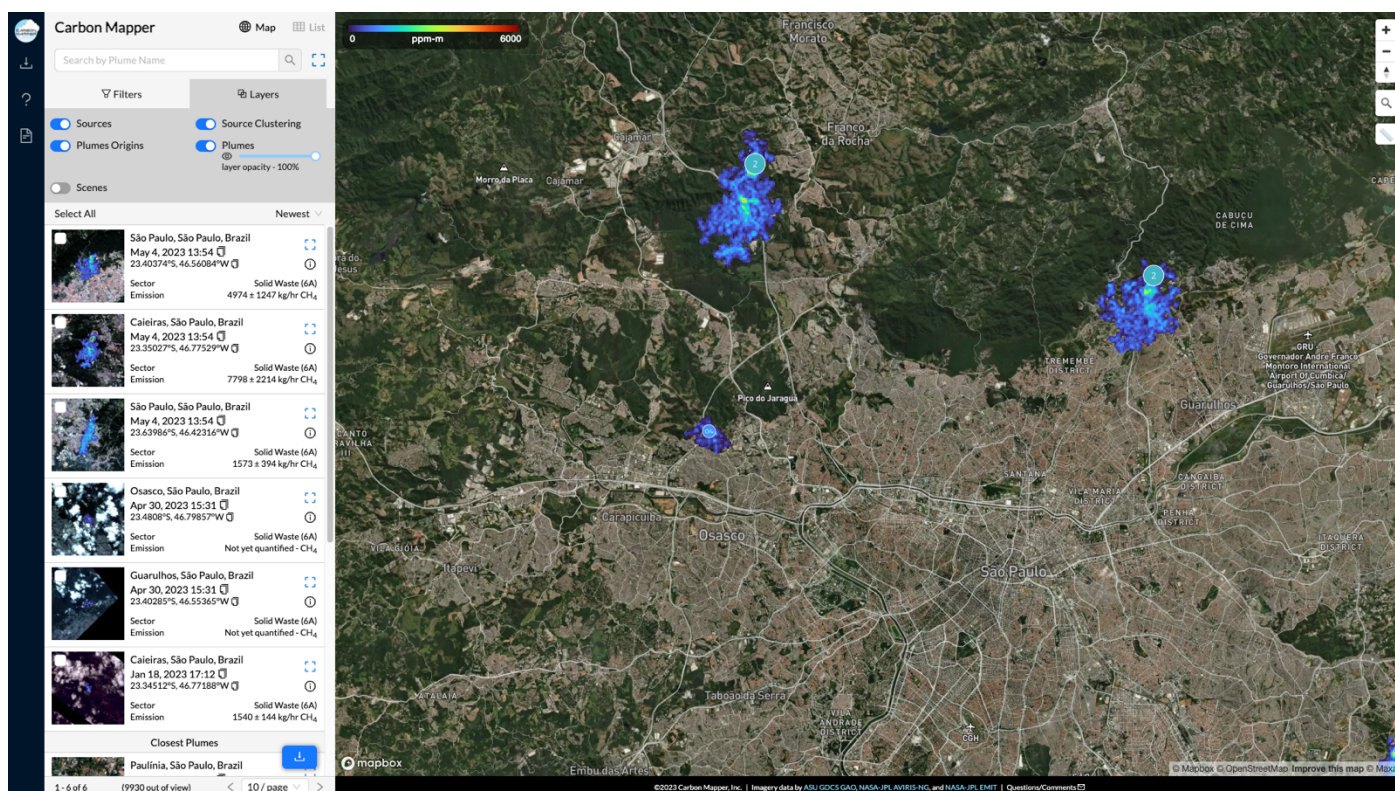 Carbon Mapper
Map
List
Search by Plume Name
Filters
Layers
Sources
Source Clustering
Plumes Origins
Plumes
layer opacity - 100%
Scenes
Select All
Newest
São Paulo, São Paulo, Brazil
May 4, 2023 13:54
23.40374°S, 46.56084°W
Sector Solid Waste (6A)
Emission 4974 ± 1247 kg/hr CH₄
Caieiras, São Paulo, Brazil
May 4, 2023 13:54
23.35027°S, 46.77529°W
Sector Solid Waste (6A)
Emission 7798 ± 2214 kg/hr CH₄
São Paulo, São Paulo, Brazil
May 4, 2023 13:54
23.63986°S, 46.42316°W
Sector Solid Waste (6A)
Emission 1573 ± 394 kg/hr CH₄
Osasco, São Paulo, Brazil
Apr 30, 2023 15:31
23.4808°S, 46.79857°W
Sector Solid Waste (6A)
Emission Not yet quantified - CH₄
Guarulhos, São Paulo, Brazil
Apr 30, 2023 15:31
23.40285°S, 46.55365°W
Sector Solid Waste (6A)
Emission Not yet quantified - CH₄
Caieiras, São Paulo, Brazil
Jan 18, 2023 17:12
23.34512°S, 46.77188°W
Sector Solid Waste (6A)
Emission 1540 ± 144 kg/hr CH₄
Closest Plumes
Paulínia, São Paulo, Brazil
1 - 6 of 6 (9930 out of view) < 10 / page >
0 ppm-m 6000
Francisco
Morato
Cajamar
Franco
da Rocha
Morro da Placa
Cajamar
2
CAPE
CABUÇU
DE CIMA
2
GRU
Governador André Franco
Montoro International
Airport Of Cumbica/
Guarulhos/São Paulo
TREMEMBÉ
DISTRICT
Pico do Jaraguá
Guarulhos
SANTANA
CANGAIBA
DISTRICT
VILA MARIA
DISTRIC
PENHA
DISTRICT
ITAQUERA
DISTRICT
Carapicuíba
Osasco
Itapevi
São Paulo
ATALAIA
Taboão da Serra
VILA
ANDRADE
DISTRICT
CGH
Embu das Artes
mapbox
© Mapbox © OpenStreetMap Improve this map © Maxa
©2023 Carbon Mapper, Inc. | Imagery data by ASU GDCS GAO, NASA-JPL AVIRIS-NG, and NASA-JPL EMIT | Questions/Comments